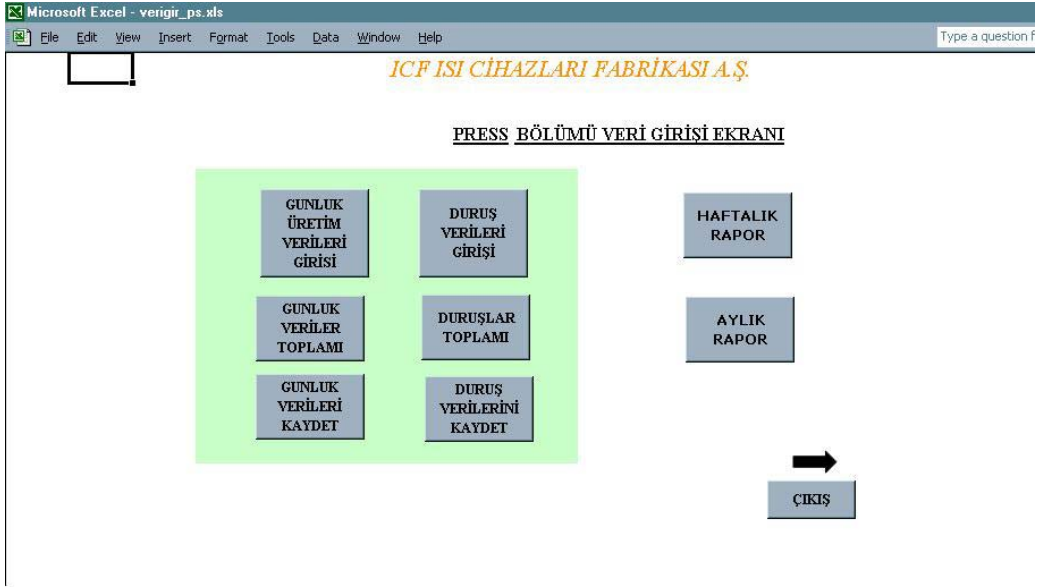 Microsoft Excel - verigir_ps.xls
File Edit View Insert Format Tools Data Window Help
Type a question f
ICF ISI CİHAZLARI FABRİKASI A.Ş.
PRESS BÖLÜMÜ VERİ GİRİŞİ EKRANI
GUNLUK
ÜRETİM
VERİLERİ
GİRİSİ
DURUŞ
VERİLERİ
GİRİŞİ
HAFTALIK
RAPOR
GUNLUK
VERİLER
TOPLAMI
DURUŞLAR
TOPLAMI
AYLIK
RAPOR
GUNLUK
VERİLERİ
KAYDET
DURUŞ
VERİLERİNİ
KAYDET
ÇIKIŞ